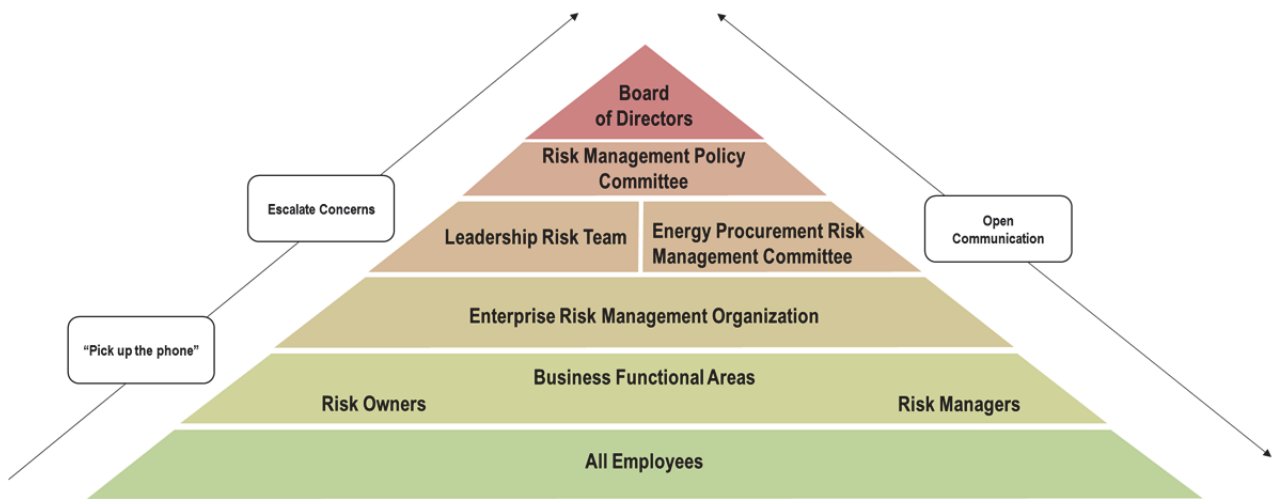 Board
of Directors
Risk Management Policy
Committee
Escalate Concerns
Open
Communication
Leadership Risk Team
Energy Procurement Risk
Management Committee
Enterprise Risk Management Organization
“Pick up the phone”
Business Functional Areas
Risk Owners
Risk Managers
All Employees